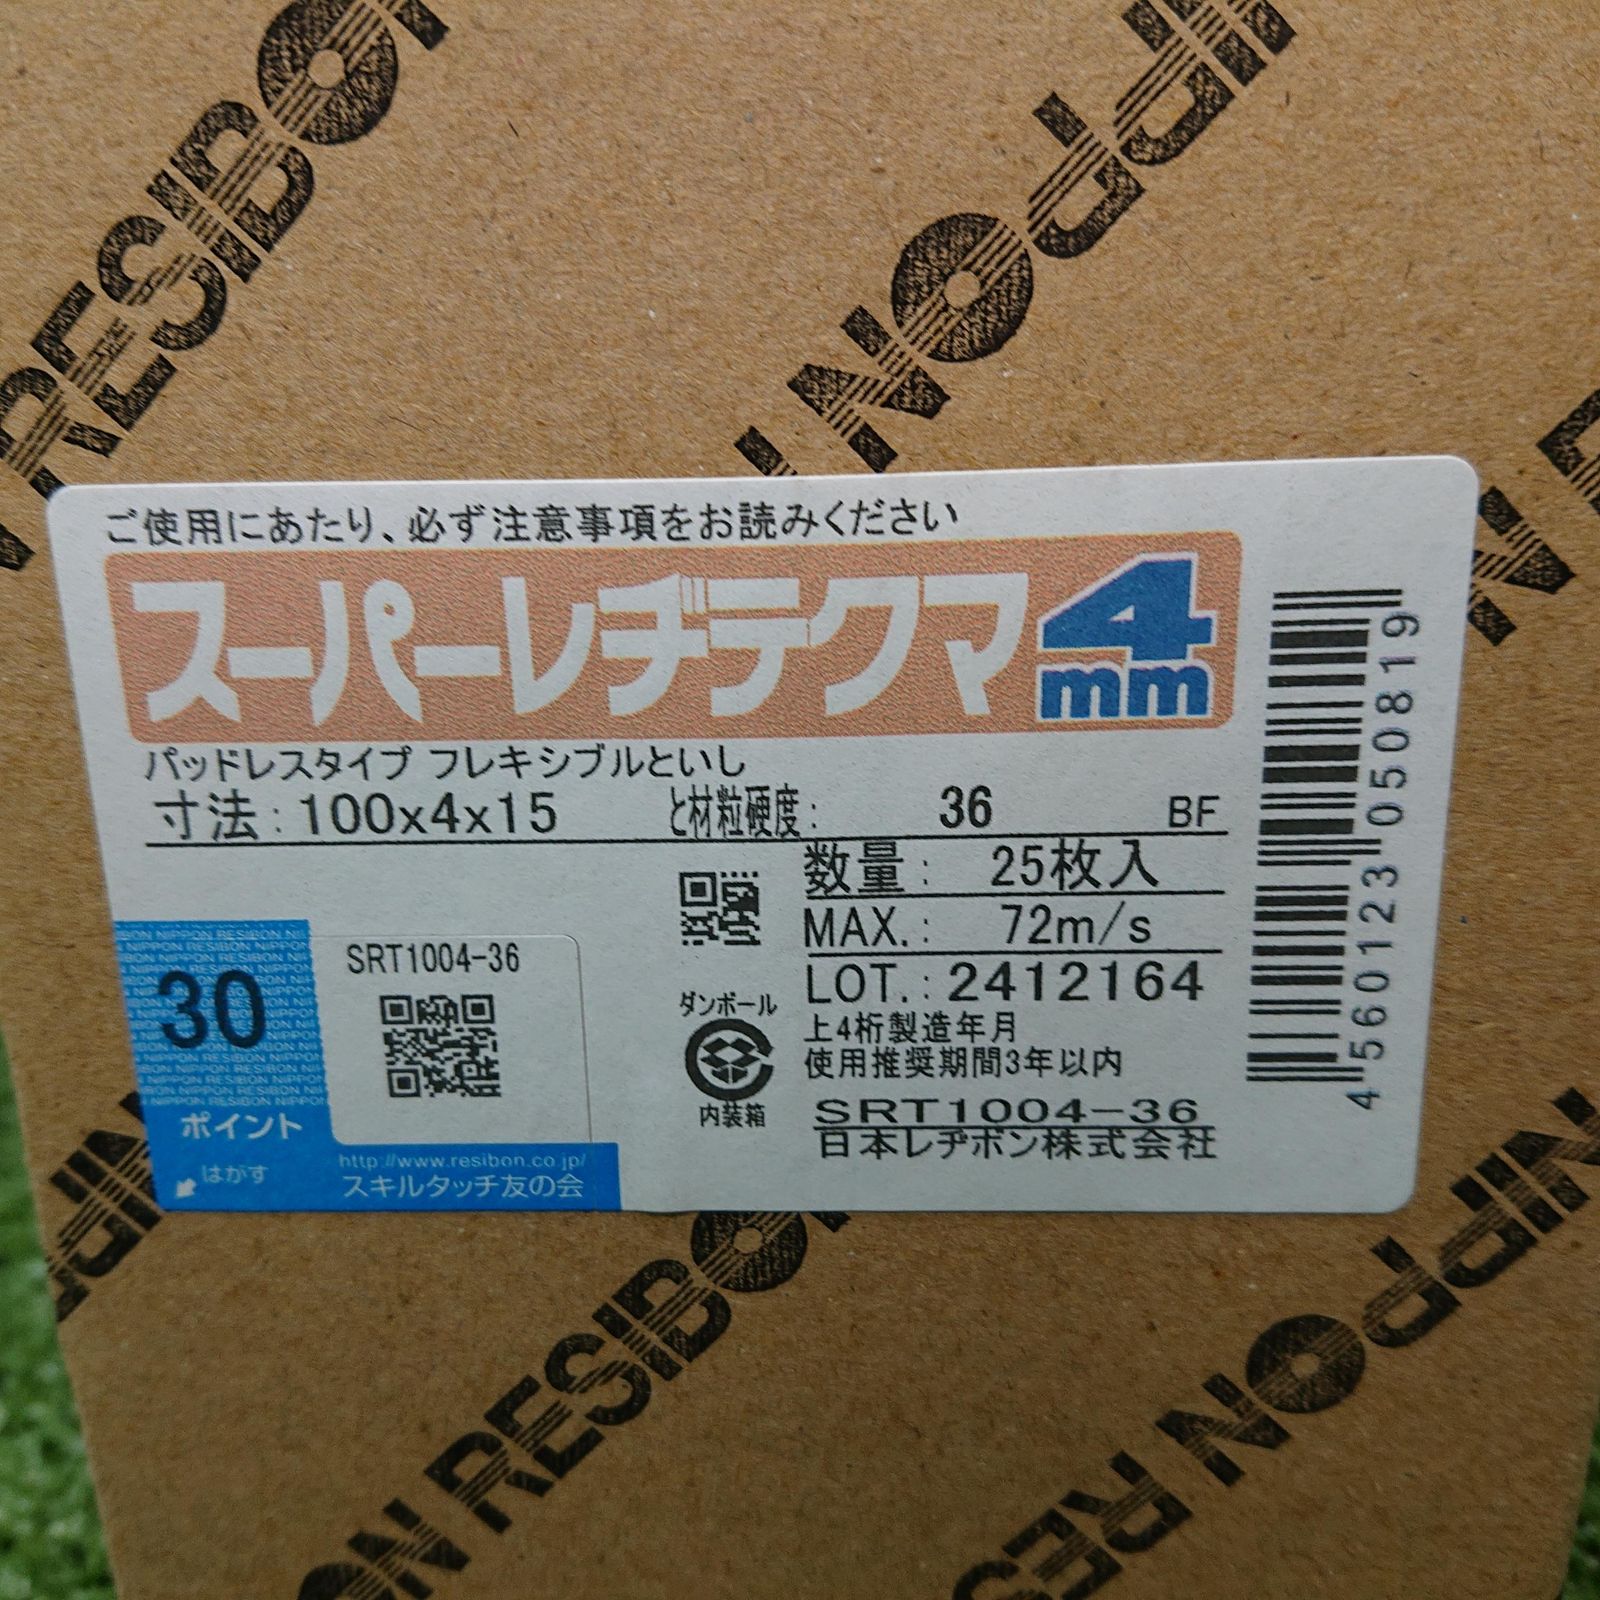 RESIBON
NIPPON
ご使用にあたり、必ず注意事項をお読みください
スーパーレヂテクマ4mm
パッドレスタイプ フレキシブルといし
寸法:100x4x15 と材粒硬度: 36 BF
数量: 25枚入
MAX.: 72m/s
LOT.:2412164
上4桁製造年月
使用推奨期間3年以内
SRT1004-36
日本レヂボン株式会社
ダンボール
内装箱
SRT1004-36
30
ポイント
はがす
http://www.resibon.co.jp/
スキルタッチ友の会
4560123050819
NIPPON RESIBON
NIPPON RES